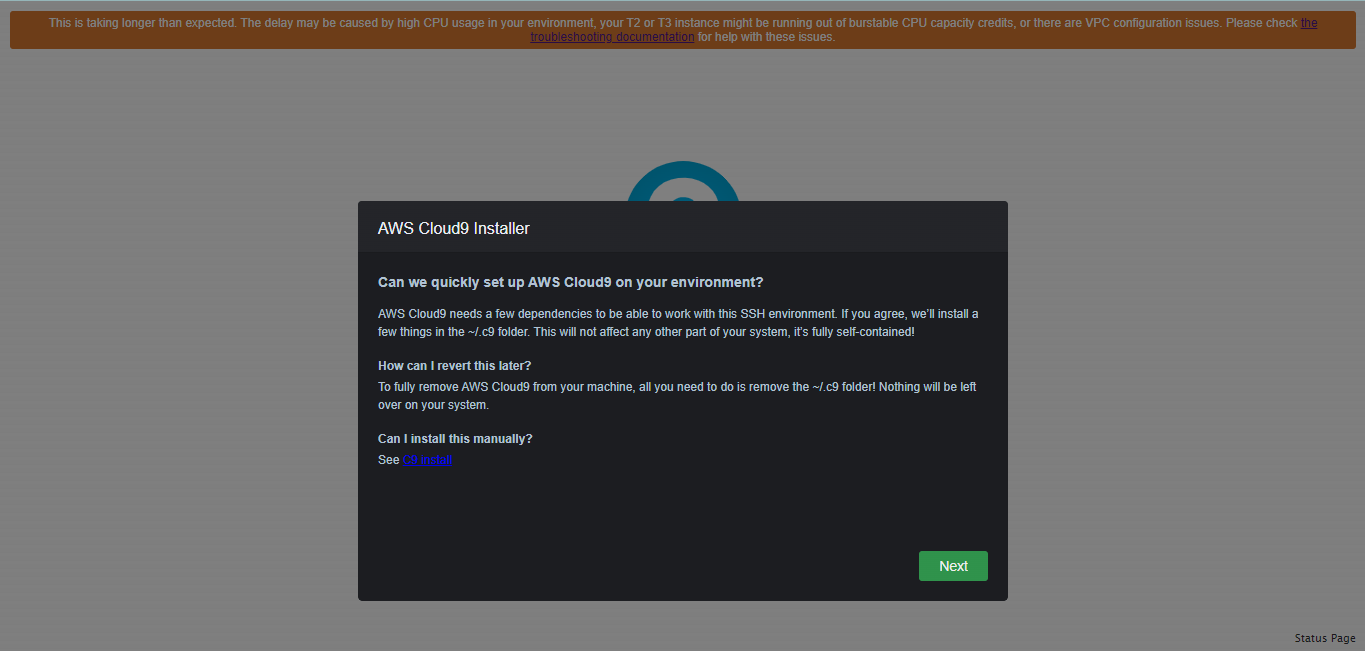 This is taking longer than expected. The delay may be caused by high CPU usage in your environment, your T2 or T3 instance might be running out of burstable CPU capacity credits, or there are VPC configuration issues. Please check the
troubleshooting documentation for help with these issues.
AWS Cloud9 Installer
Can we quickly set up AWS Cloud9 on your environment?
AWS Cloud9 needs a few dependencies to be able to work with this SSH environment. If you agree, we'll install a
few things in the ~/.c9 folder. This will not affect any other part of your system, it's fully self-contained!
How can I revert this later?
To fully remove AWS Cloud9 from your machine, all you need to do is remove the ~/.c9 folder! Nothing will be left
over on your system.
Can I install this manually?
See install
Next
Status Page